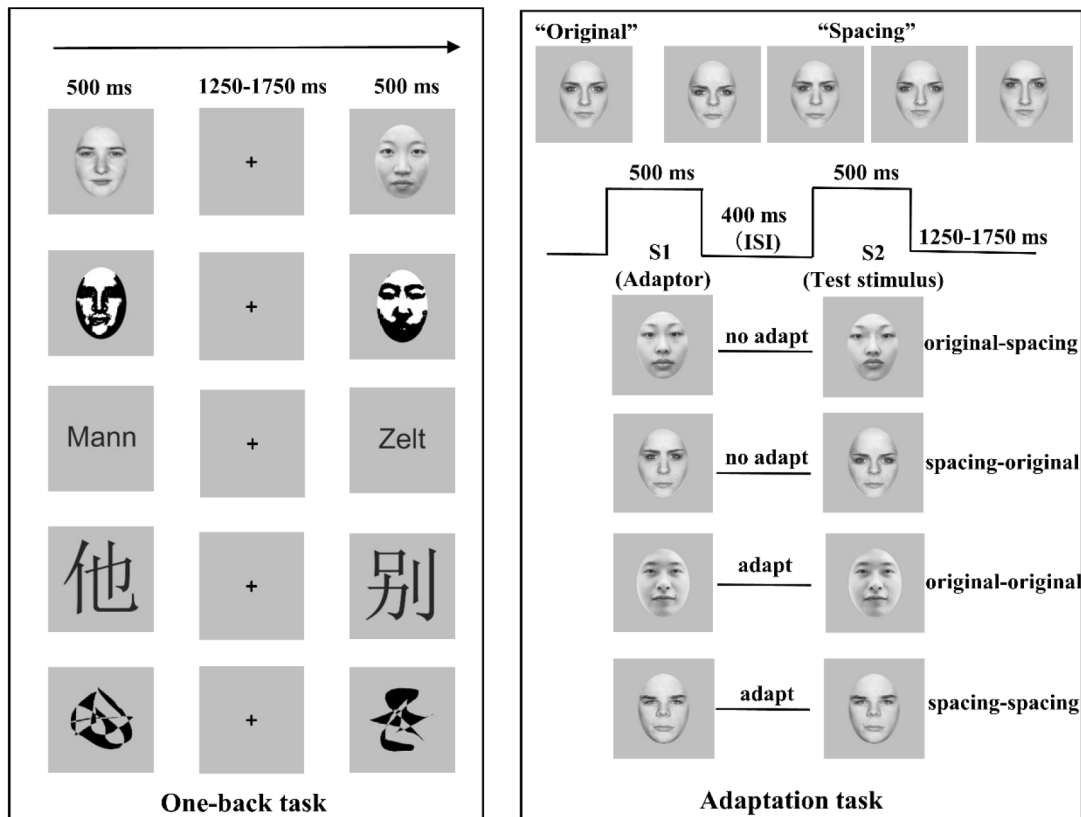 500 ms 1250-1750 ms 500 ms
+
+
Mann + Zelt
他 + 别
+
One-back task
“Original” “Spacing”
500 ms 500 ms
400 ms
（ISI) 1250-1750 ms
S1 S2
(Adaptor) (Test stimulus)
no adapt original-spacing
no adapt spacing-original
adapt original-original
adapt spacing-spacing
Adaptation task